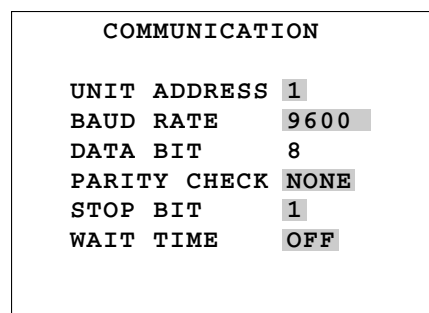 COMMUNICATION
UNIT ADDRESS 1
BAUD RATE 9600
DATA BIT 8
PARITY CHECK NONE
STOP BIT 1
WAIT TIME OFF